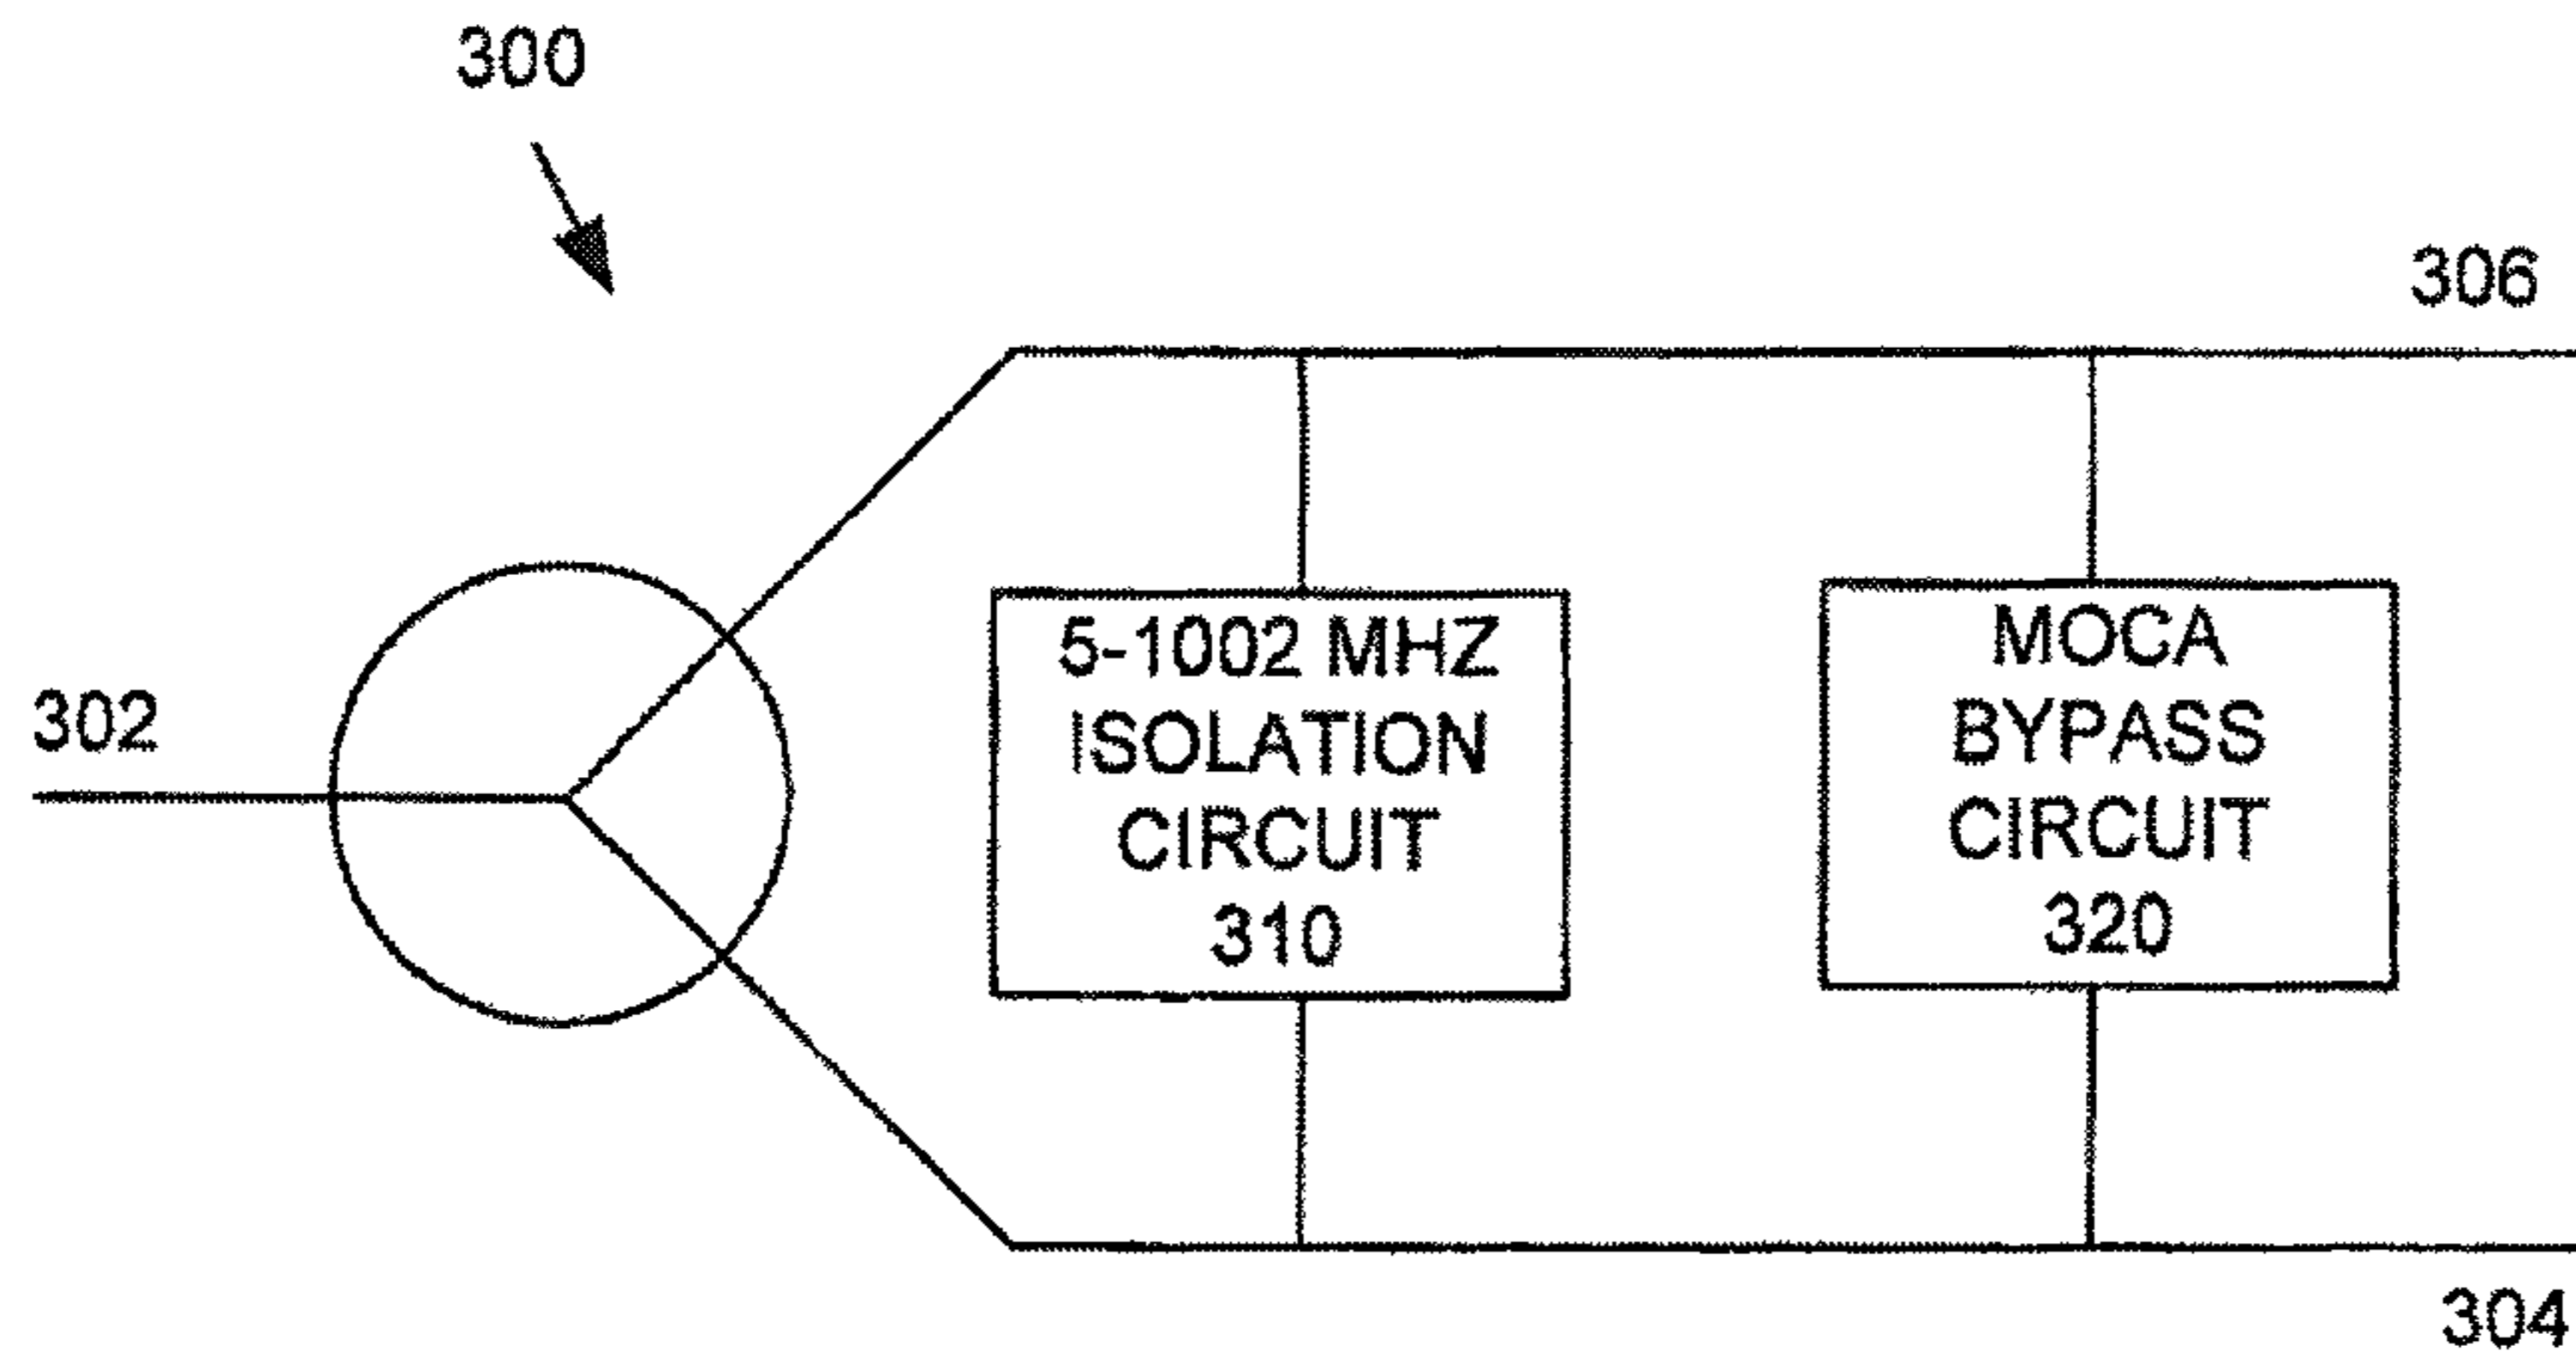 300
306
302
5-1002 MHZ
ISOLATION
CIRCUIT
310
MOCA
BYPASS
CIRCUIT
320
304